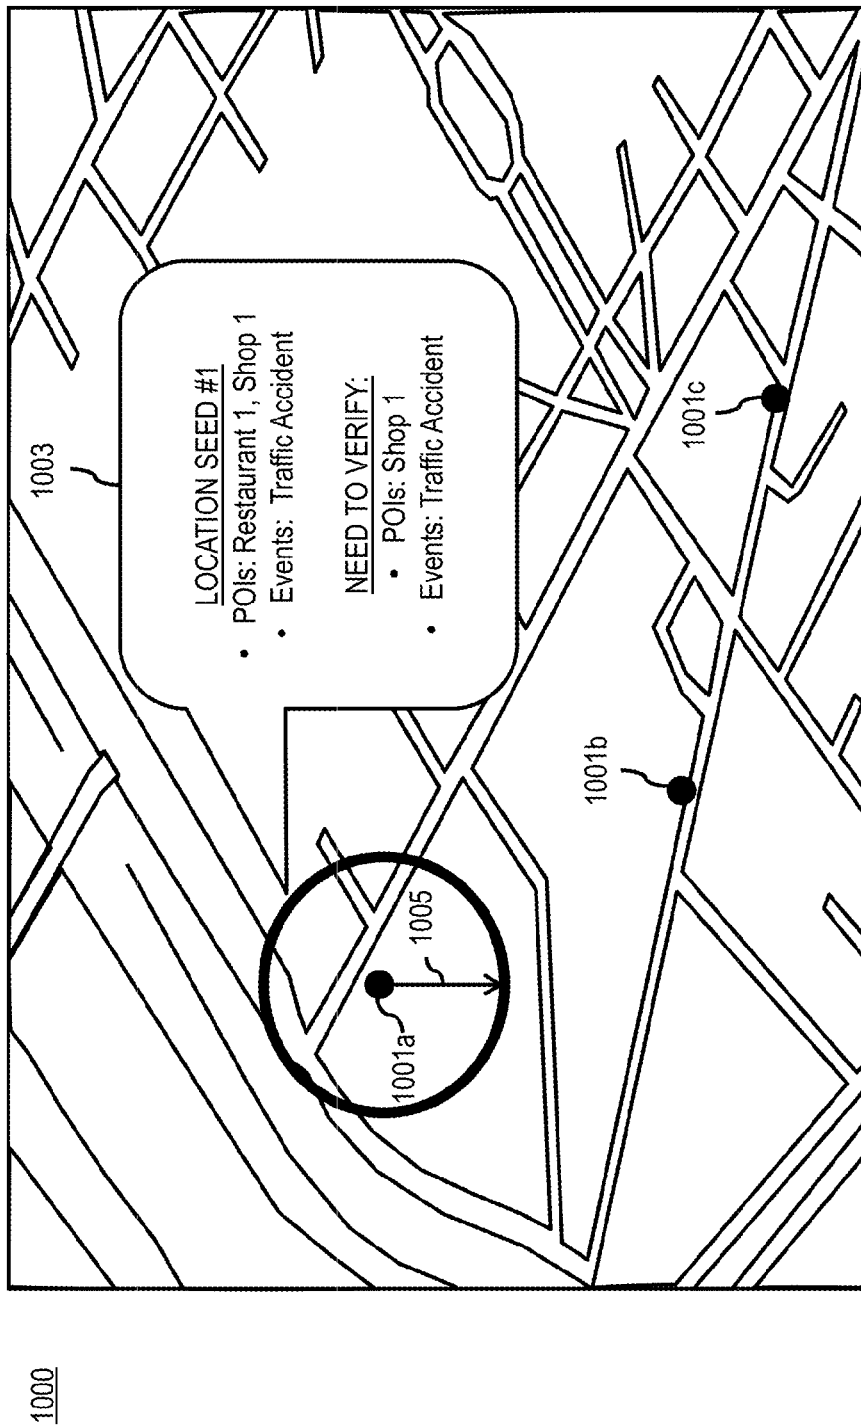 1000
1003
LOCATION SEED #1
• POIs: Restaurant 1, Shop 1
• Events: Traffic Accident
NEED TO VERIFY:
• POIs: Shop 1
• Events: Traffic Accident
1005
1001a
1001b
1001c